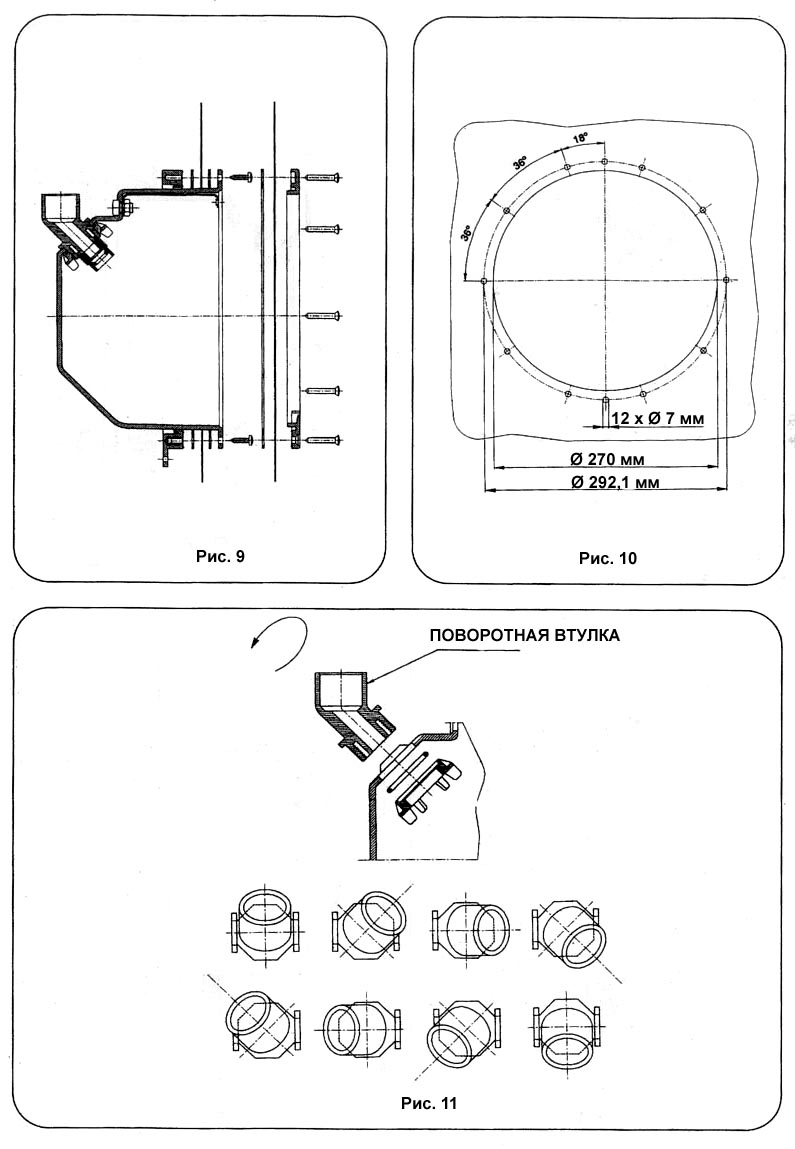 18°
36°
36°
12 x Ø 7 мм
Ø 270 мм
Ø 292,1 мм
Рис. 9
Рис. 10
ПОВОРОТНАЯ ВТУЛКА
Рис. 11